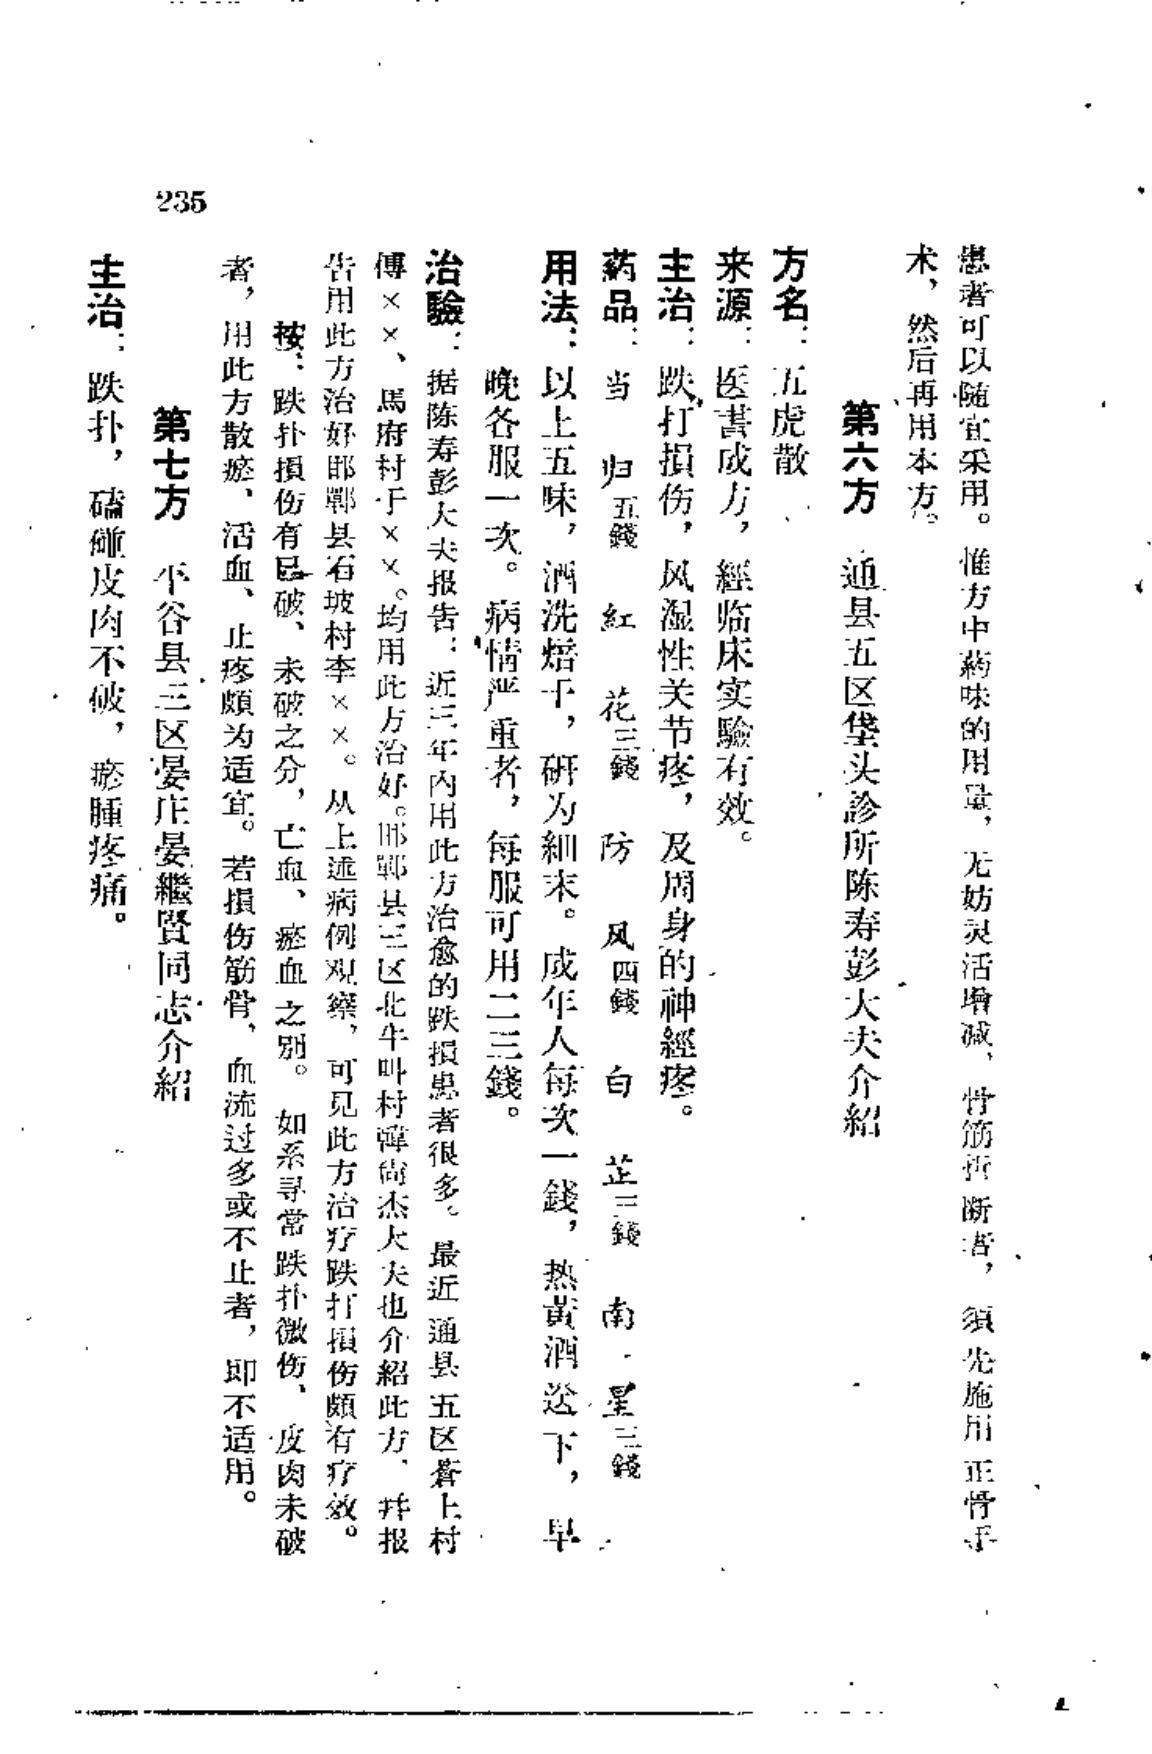 患者可以随宜采用。惟方中药味的用量，无妨灵活增减，骨筋折断者，须先施用正骨手
术，然后再用本方。
第六方　通县五区垡头診所陈寿彭大夫介紹
方名：五虎散
来源：医書成方，經临床实驗有效。
主治：跌打損伤，风湿性关节疼，及周身的神經疼。
药品：当归五錢　紅花三錢　防风四錢　白芷三錢　南星三錢
用法：以上五味，酒洗焙干，研为細末。成年人每次一錢，热黃酒送下，早
晚各服一次。病情严重者，每服可用二三錢。
治驗：据陈寿彭大夫报告：近三年內用此方治愈的跌損患者很多。最近通县五区蒼上村
傅××、馬府村于××。均用此方治好。邯鄲县三区北牛叫村韓尙杰大夫也介紹此方，幷报
告用此方治好邯鄲县石坡村李××。从上述病例观察，可見此方治疗跌打損伤頗有疗效。
按：跌扑損伤有已破、未破之分，亡血、瘀血之别。如系寻常跌扑微伤、皮肉未破
者，用此方散瘀、活血、止疼頗为适宜。若損伤筋骨、血流过多或不止者，即不适用。
第七方　平谷县三区晏庄晏繼賢同志介紹
主治：跌扑，磕碰皮肉不破，瘀腫疼痛。
235